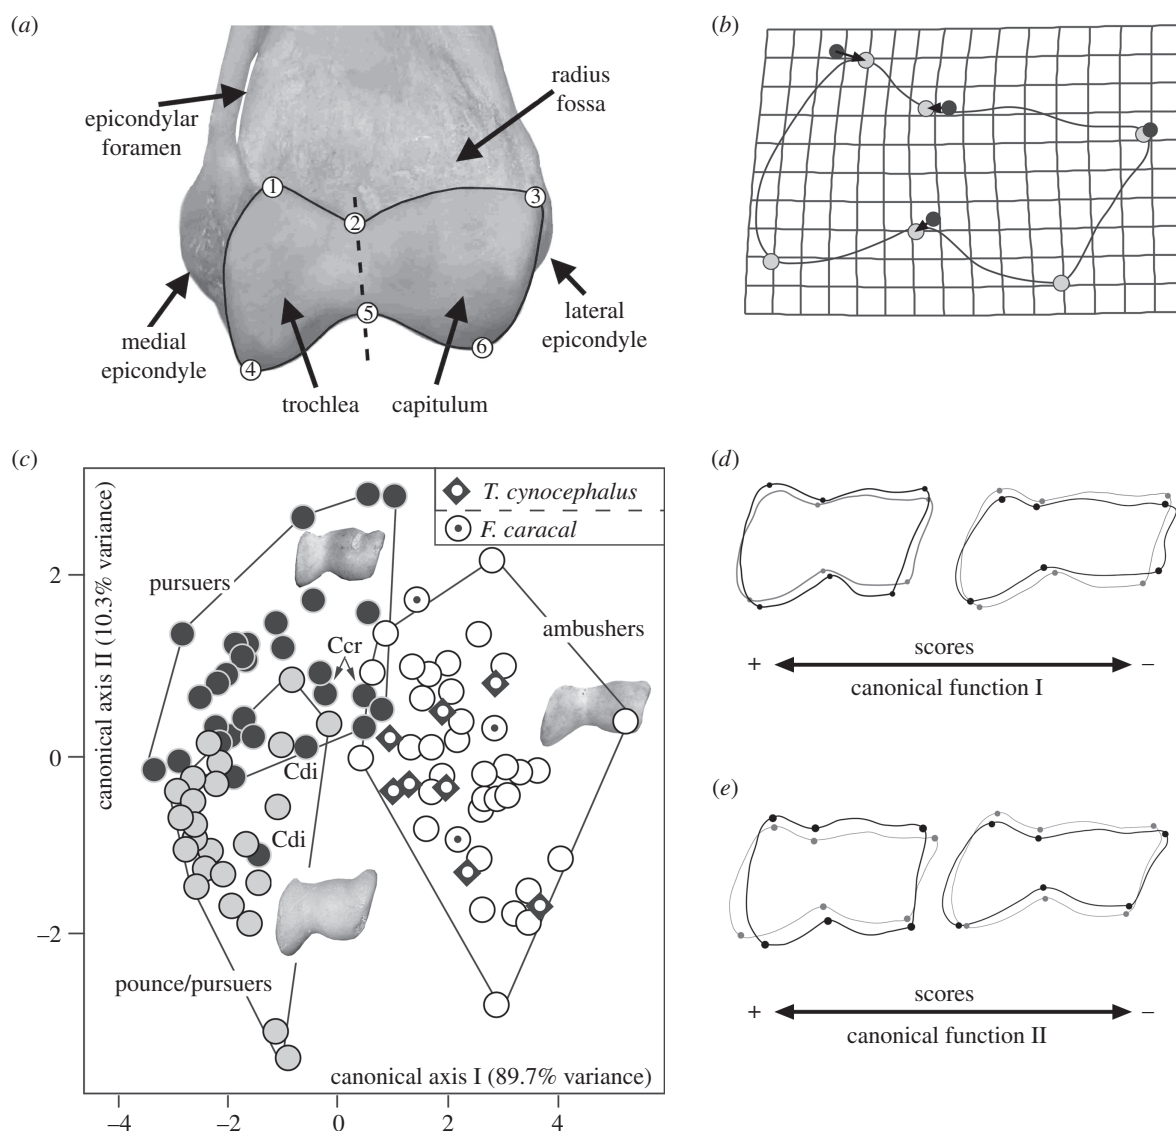 (a)
epicondylar
foramen
radius
fossa
1
2
3
4
5
6
medial
epicondyle
trochlea
capitulum
lateral
epicondyle
(b)
(c)
canonical axis II (10.3% variance)
2
0
−2
T. cynocephalus
F. caracal
pursuers
Ccr
ambushers
Cdi
Cdi
pounce/pursuers
canonical axis I (89.7% variance)
−4
−2
0
2
4
(d)
scores
+
−
canonical function I
(e)
scores
+
−
canonical function II